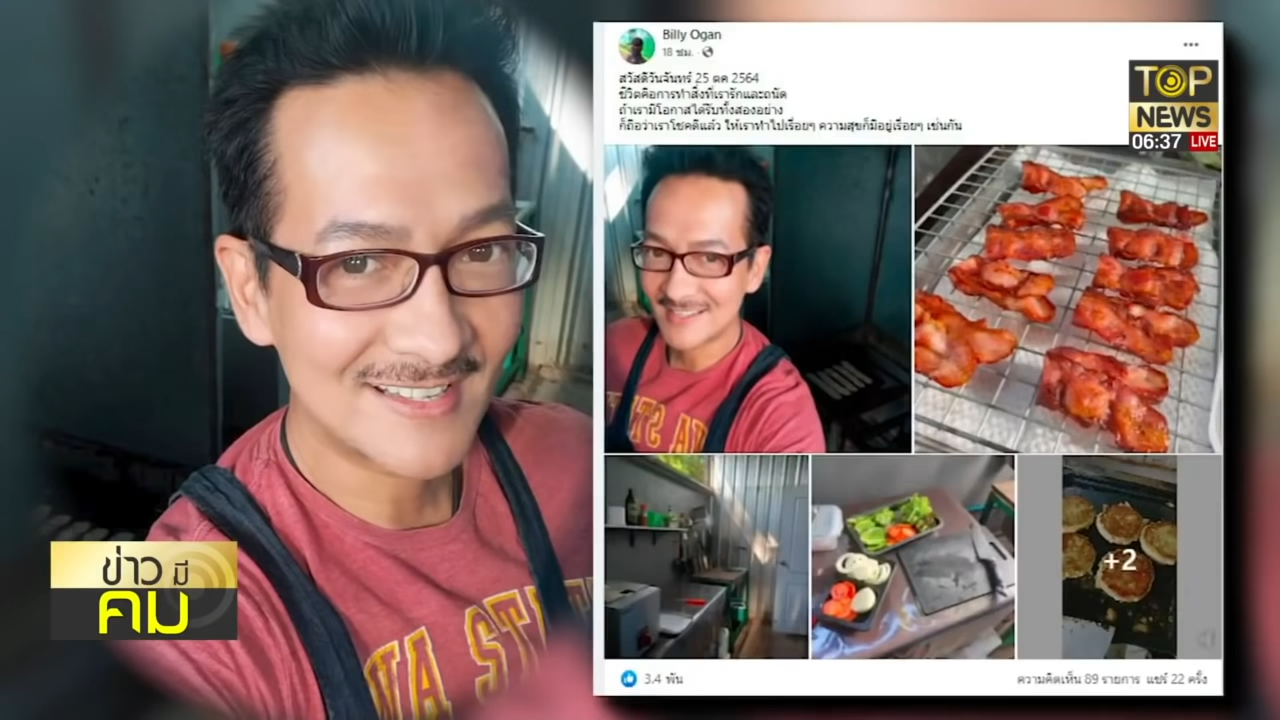 Billy Ogan
18 ชม.
สวัสดีวันจันทร์ 25 ตค 2564
ชีวิตคือการทำสิ่งที่เรารักและถนัด
ถ้าเรามีโอกาสได้รับทั้งสองอย่าง
ก็ถือว่าเราโชคดีแล้ว ให้เราทำไปเรื่อยๆ ความสุขก็มีอยู่เรื่อยๆ เช่นกัน
TOP
NEWS
06:37 LIVE
VA ST
+2
ข่าวมี
คม
VA STAT
3.4 พัน
ความคิดเห็น 89 รายการ แชร์ 22 ครั้ง